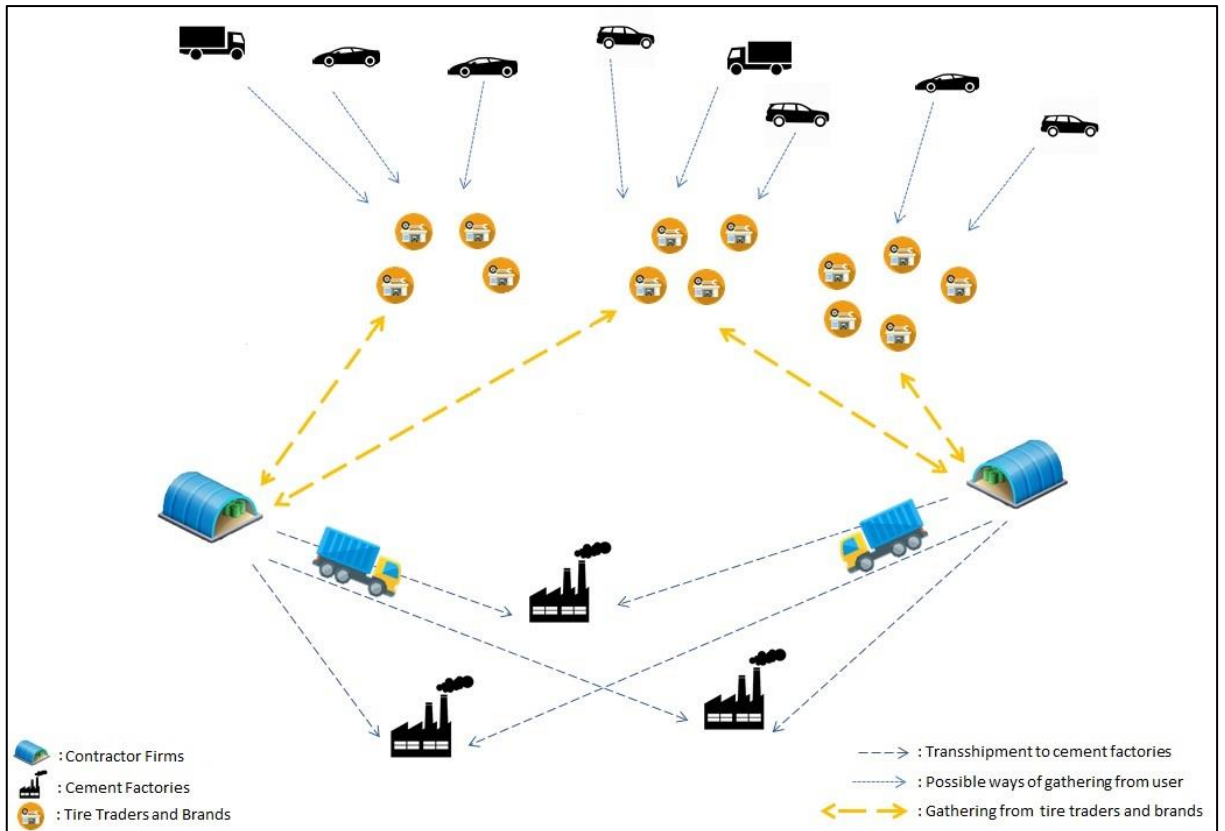 : Contractor Firms
: Cement Factories
: Tire Traders and Brands
: Transshipment to cement factories
: Possible ways of gathering from user
: Gathering from tire traders and brands